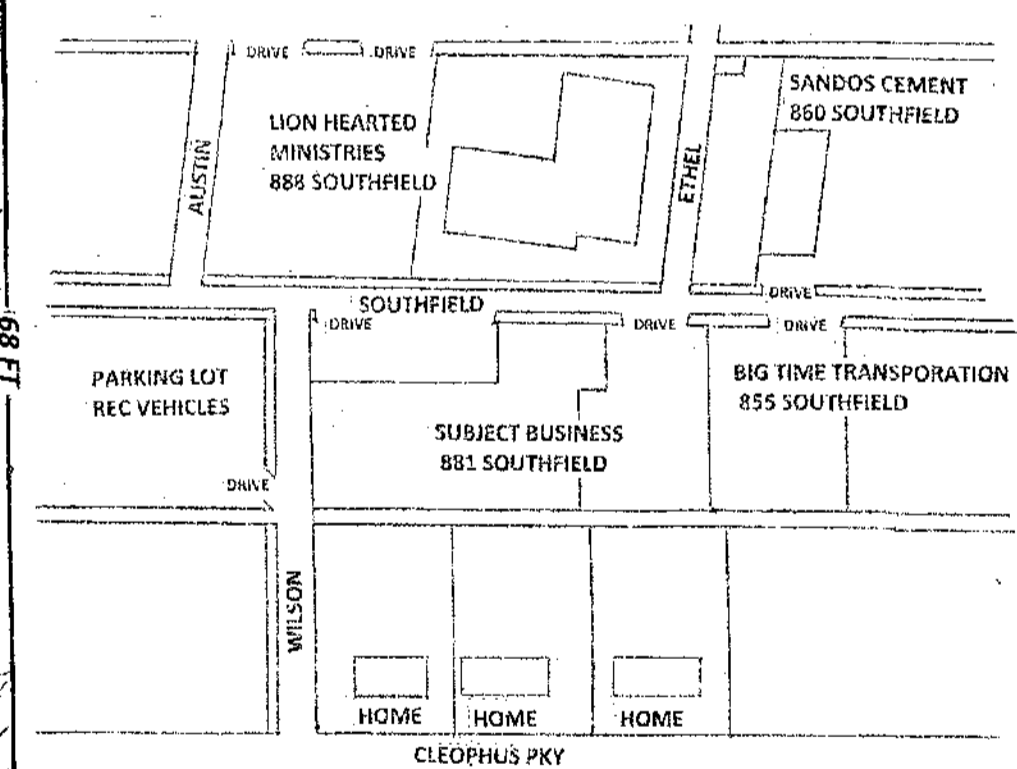 DRIVE
DRIVE
SANDOS CEMENT
860 SOUTHFIELD
LION HEARTED
MINISTRIES
888 SOUTHFIELD
AUSTIN
ETHEL
68 FT
SOUTHFIELD
DRIVE
DRIVE
DRIVE
DRIVE
PARKING LOT
REC VEHICLES
BIG TIME TRANSPORATION
855 SOUTHFIELD
SUBJECT BUSINESS
881 SOUTHFIELD
DRIVE
WILSON
HOME
HOME
HOME
CLEOPHUS PKY